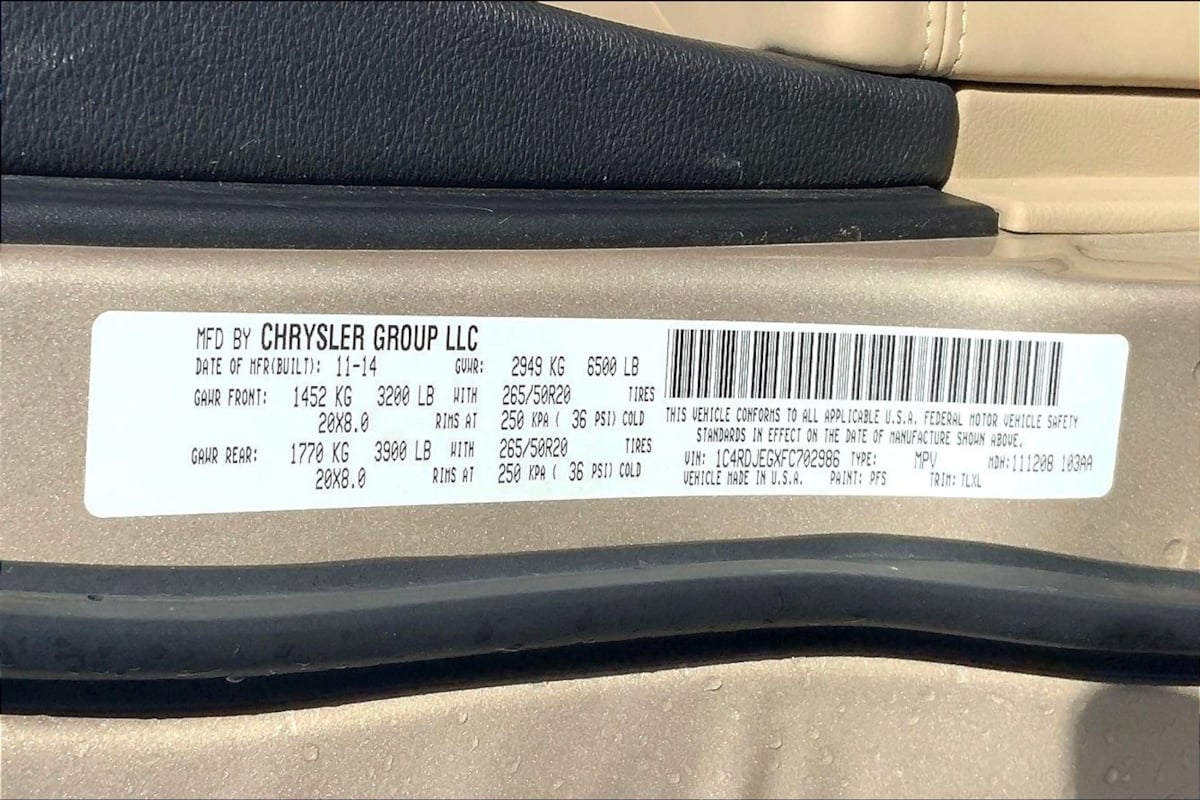 MFD BY CHRYSLER GROUP LLC
DATE OF MFR(BUILT): 11-14 GVWR: 2949 KG 6500 LB
GAWR FRONT: 1452 KG 3200 LB WITH 265/50R20 TIRES
20X8.0 RIMS AT 250 KPA ( 36 PSI) COLD
GAWR REAR: 1770 KG 3900 LB WITH 265/50R20 TIRES
20X8.0 RIMS AT 250 KPA ( 36 PSI) COLD
THIS VEHICLE CONFORMS TO ALL APPLICABLE U.S.A. FEDERAL MOTOR VEHICLE SAFETY
STANDARDS IN EFFECT ON THE DATE OF MANUFACTURE SHOWN ABOVE.
VIN: 1C4RDJEGXFC702986 TYPE: MPV MDH:111208 103AA
VEHICLE MADE IN U.S.A. PAINT: PFS TRIM: TLXL